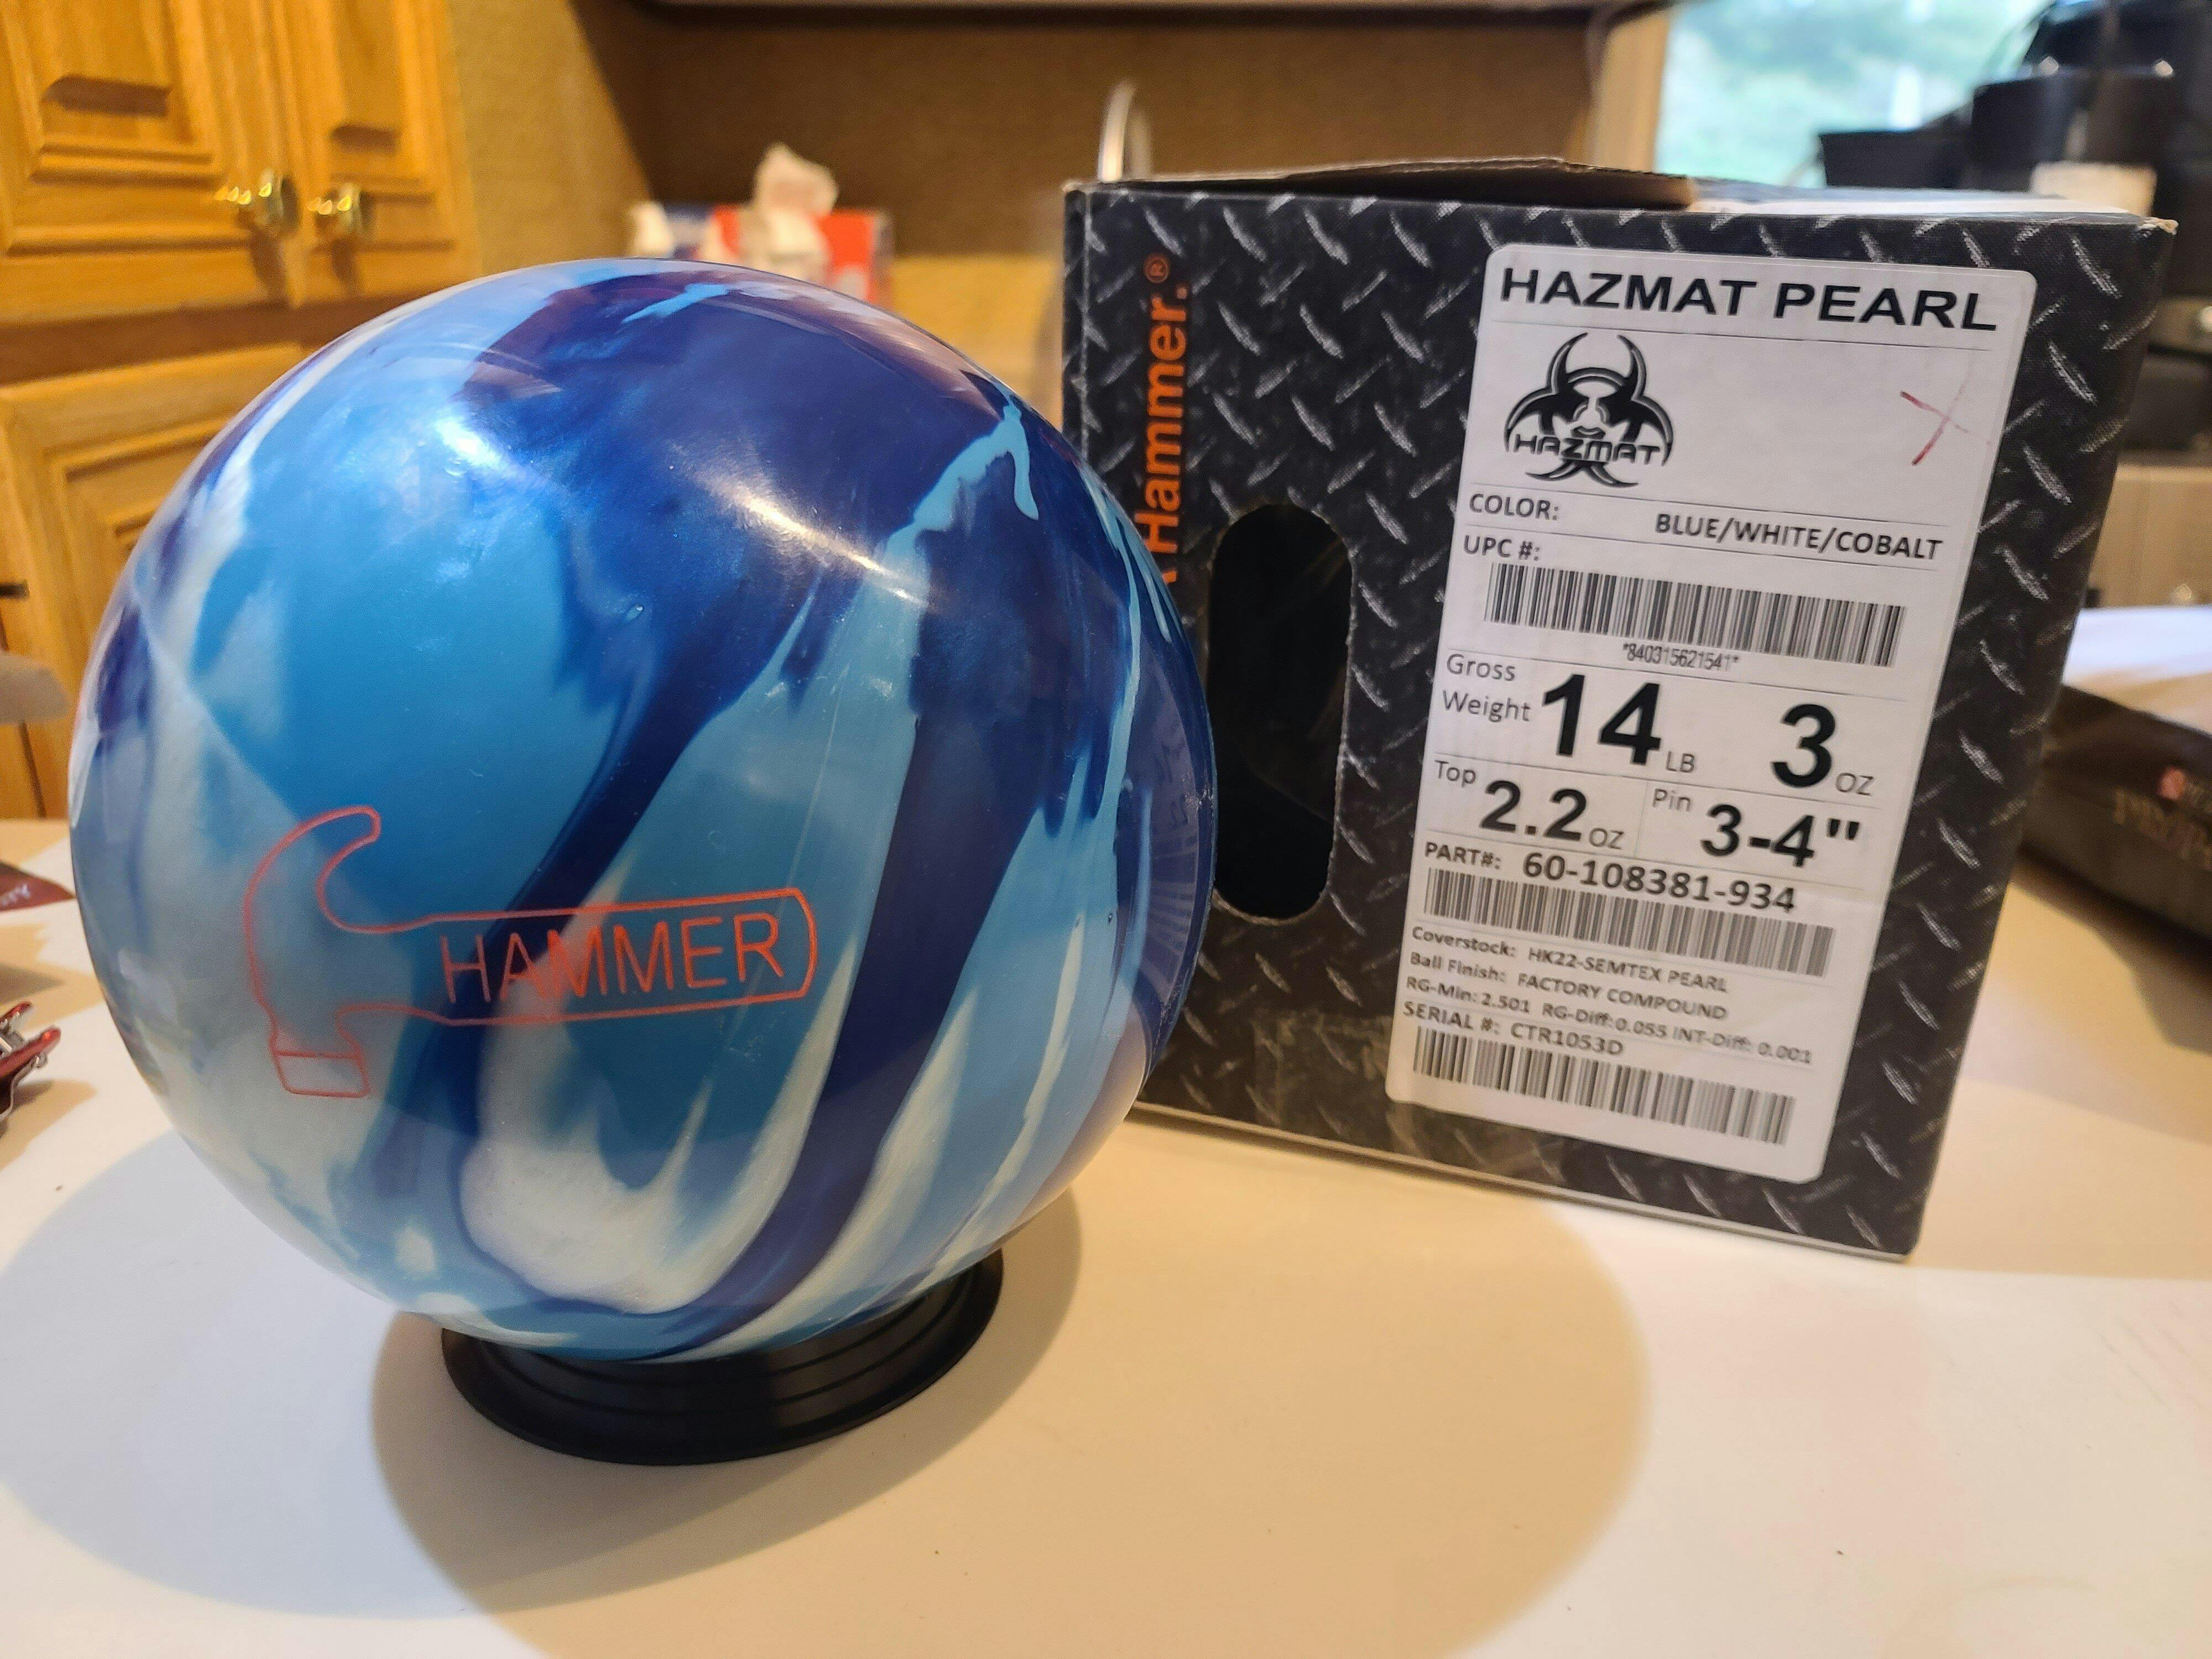 HAMMER
Hammer.®
HAZMAT PEARL
HAZMAT
COLOR: BLUE/WHITE/COBALT
UPC #:
*840315621541*
Gross Weight 14 LB 3 OZ
Top 2.2 OZ Pin 3-4"
PART#: 60-108381-934
Coverstock: HK22-SEMTEX PEARL
Ball Finish: FACTORY COMPOUND
RG-Min: 2.501 RG-Diff: 0.055 INT-Diff: 0.001
SERIAL #: CTR1053D